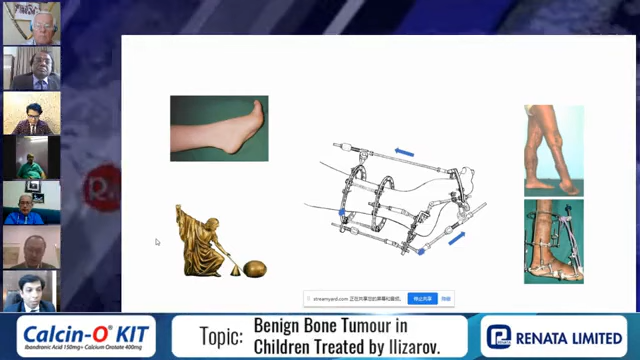 streamyard.com 正在共享您的屏幕和音频。
停止共享
隐藏
Calcin-O® KIT
Ibandronic Acid 150mg+ Calcium Orotate 400mg
Topic:
Benign Bone Tumour in
Children Treated by Ilizarov.
RENATA LIMITED